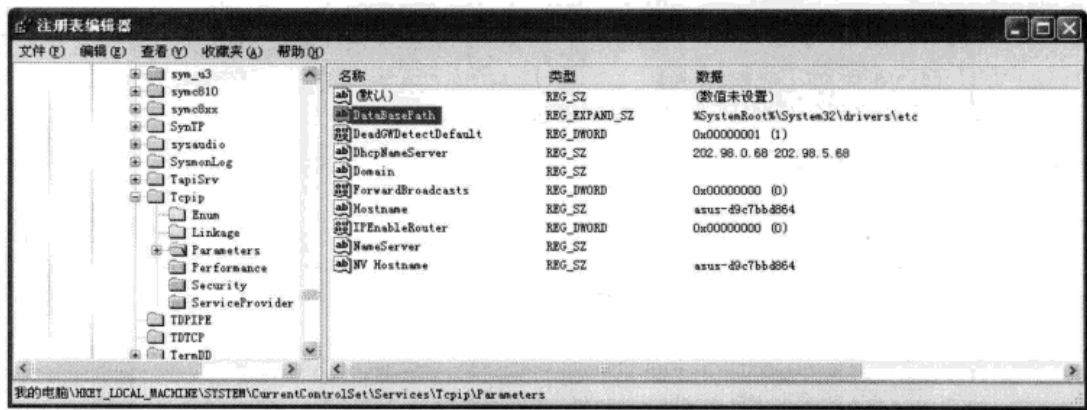 注册表编辑器
文件(F) 编辑(E) 查看(V) 收藏夹(A) 帮助(H)
sym_u3
symc810
symc8xx
SynTP
sysaudio
SysmonLog
TapiSrv
Tcpip
Enum
Linkage
Parameters
Performance
Security
ServiceProvider
TDPIPE
TDTCP
TermDD
名称 类型 数据
(默认) REG_SZ (数值未设置)
DataBasePath REG_EXPAND_SZ %SystemRoot%\System32\drivers\etc
DeadGWDetectDefault REG_DWORD 0x00000001 (1)
DhcpNameServer REG_SZ 202.98.0.68 202.98.5.68
Domain REG_SZ
ForwardBroadcasts REG_DWORD 0x00000000 (0)
Hostname REG_SZ asus-d9c7bbd864
IPEnableRouter REG_DWORD 0x00000000 (0)
NameServer REG_SZ
NV Hostname REG_SZ asus-d9c7bbd864
我的电脑\HKEY_LOCAL_MACHINE\SYSTEM\CurrentControlSet\Services\Tcpip\Parameters